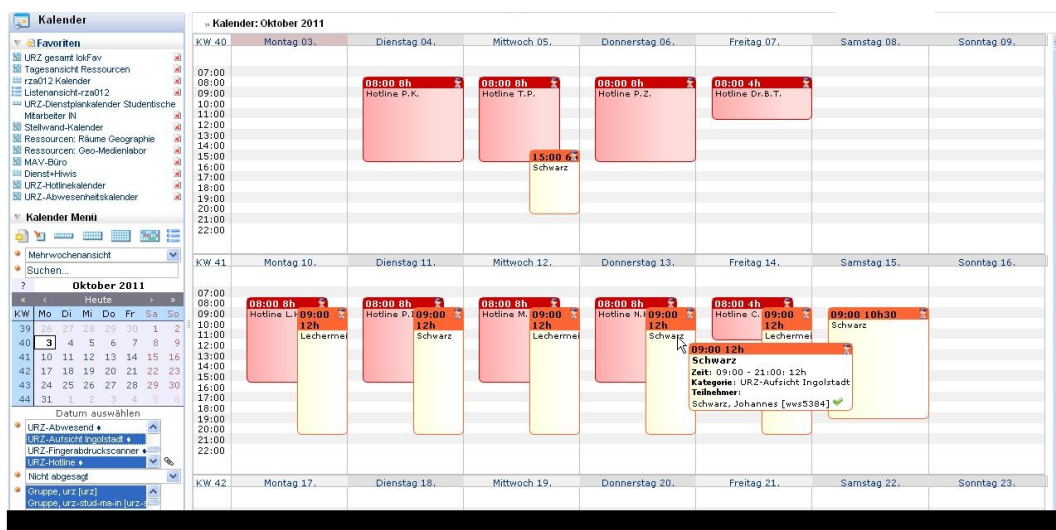 Kalender
Favoriten
URZ gesamt lokFav
Tagesansicht Ressourcen
rza012 Kalender
Listenansicht-rza012
URZ-Dienstplankalender Studentische
Mitarbeiter IN
Stellwand-Kalender
Ressourcen: Räume Geographie
Ressourcen: Geo-Medienlabor
MAV-Büro
Dienst+Hiwis
URZ-Hotlinekalender
URZ-Abwesenheitskalender
Kalender Menü
Mehrwochenansicht
Suchen...
? Oktober 2011
« ‹ Heute › »
KW Mo Di Mi Do Fr Sa So
39 26 27 28 29 30 1 2
40 3 4 5 6 7 8 9
41 10 11 12 13 14 15 16
42 17 18 19 20 21 22 23
43 24 25 26 27 28 29 30
44 31 1 2 3 4 5 6
Datum auswählen
URZ-Abwesend ♦
URZ-Aufsicht Ingolstadt ♦
URZ-Fingerabdruckscanner ♦
URZ-Hotline ♦
Nicht abgesagt
Gruppe, urz [urz]
Gruppe, urz-stud-ma-in [urz-s
» Kalender: Oktober 2011
KW 40 Montag 03. Dienstag 04. Mittwoch 05. Donnerstag 06. Freitag 07. Samstag 08. Sonntag 09.
07:00
08:00
09:00
10:00
11:00
12:00
13:00
14:00
15:00
16:00
17:00
18:00
19:00
20:00
21:00
22:00
08:00 8h
Hotline P.K.
08:00 8h
Hotline T.P.
15:00 6
Schwarz
08:00 8h
Hotline P.Z.
08:00 4h
Hotline Dr.B.T.
KW 41 Montag 10. Dienstag 11. Mittwoch 12. Donnerstag 13. Freitag 14. Samstag 15. Sonntag 16.
07:00
08:00
09:00
10:00
11:00
12:00
13:00
14:00
15:00
16:00
17:00
18:00
19:00
20:00
21:00
22:00
08:00 8h
Hotline L.
09:00
12h
Lechermei
08:00 8h
Hotline P.
09:00
12h
Schwarz
08:00 8h
Hotline M.
09:00
12h
Lechermei
08:00 8h
Hotline N.
09:00
12h
Schwarz
08:00 4h
Hotline C.
09:00
12h
Lechermei
09:00 10h30
Schwarz
09:00 12h
Schwarz
Zeit: 09:00 - 21:00: 12h
Kategorie: URZ-Aufsicht Ingolstadt
Teilnehmer:
Schwarz, Johannes [wws5384]
KW 42 Montag 17. Dienstag 18. Mittwoch 19. Donnerstag 20. Freitag 21. Samstag 22. Sonntag 23.